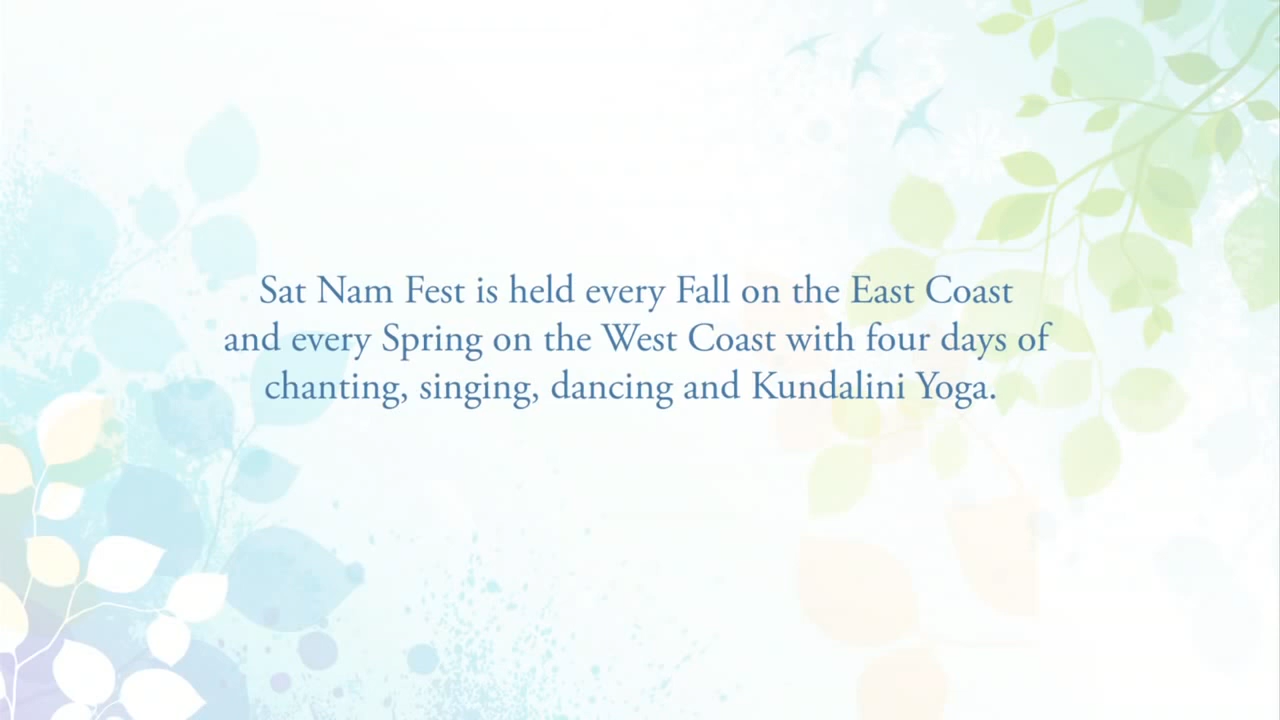 Sat Nam Fest is held every Fall on the East Coast
and every Spring on the West Coast with four days of
chanting, singing, dancing and Kundalini Yoga.